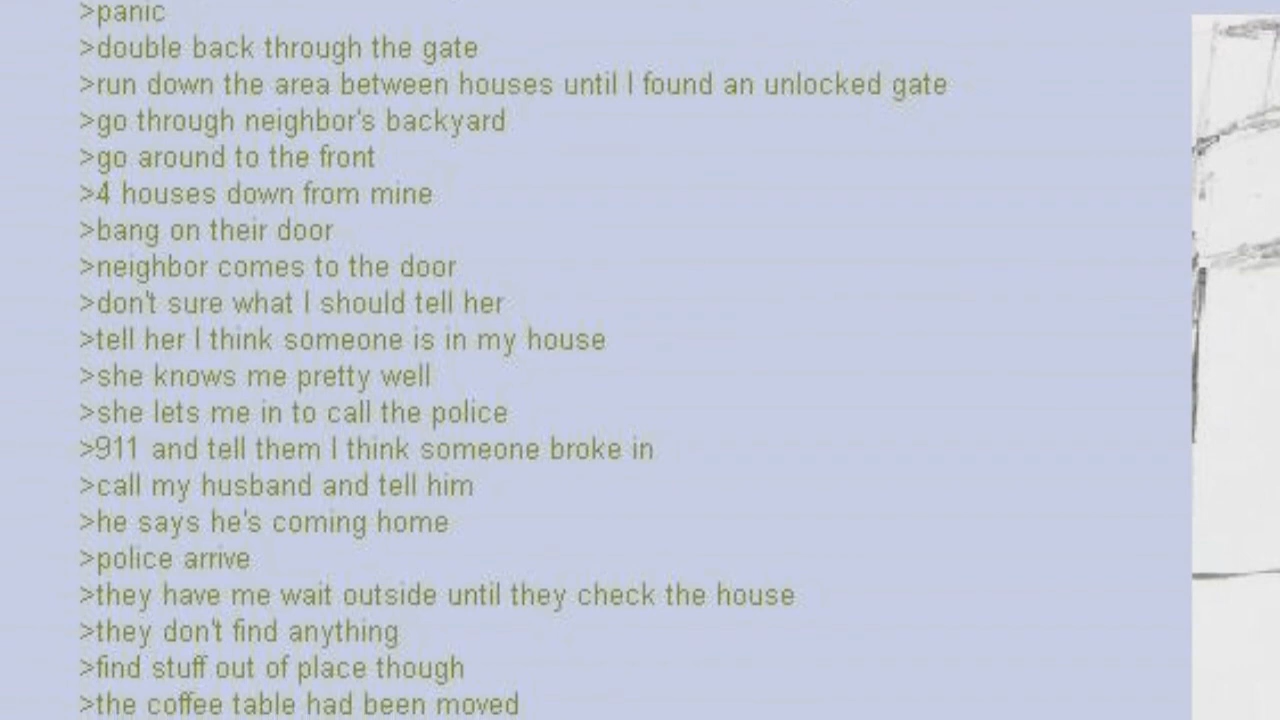 >panic
>double back through the gate
>run down the area between houses until I found an unlocked gate
>go through neighbor's backyard
>go around to the front
>4 houses down from mine
>bang on their door
>neighbor comes to the door
>don't sure what I should tell her
>tell her I think someone is in my house
>she knows me pretty well
>she lets me in to call the police
>911 and tell them I think someone broke in
>call my husband and tell him
>he says he's coming home
>police arrive
>they have me wait outside until they check the house
>they don't find anything
>find stuff out of place though
>the coffee table had been moved